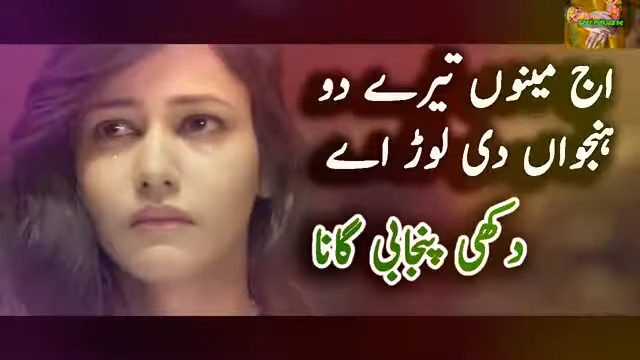 اج مینوں تیرے دو
ہنجواں دی لوڑ اے
دکھی پنجابی گانا